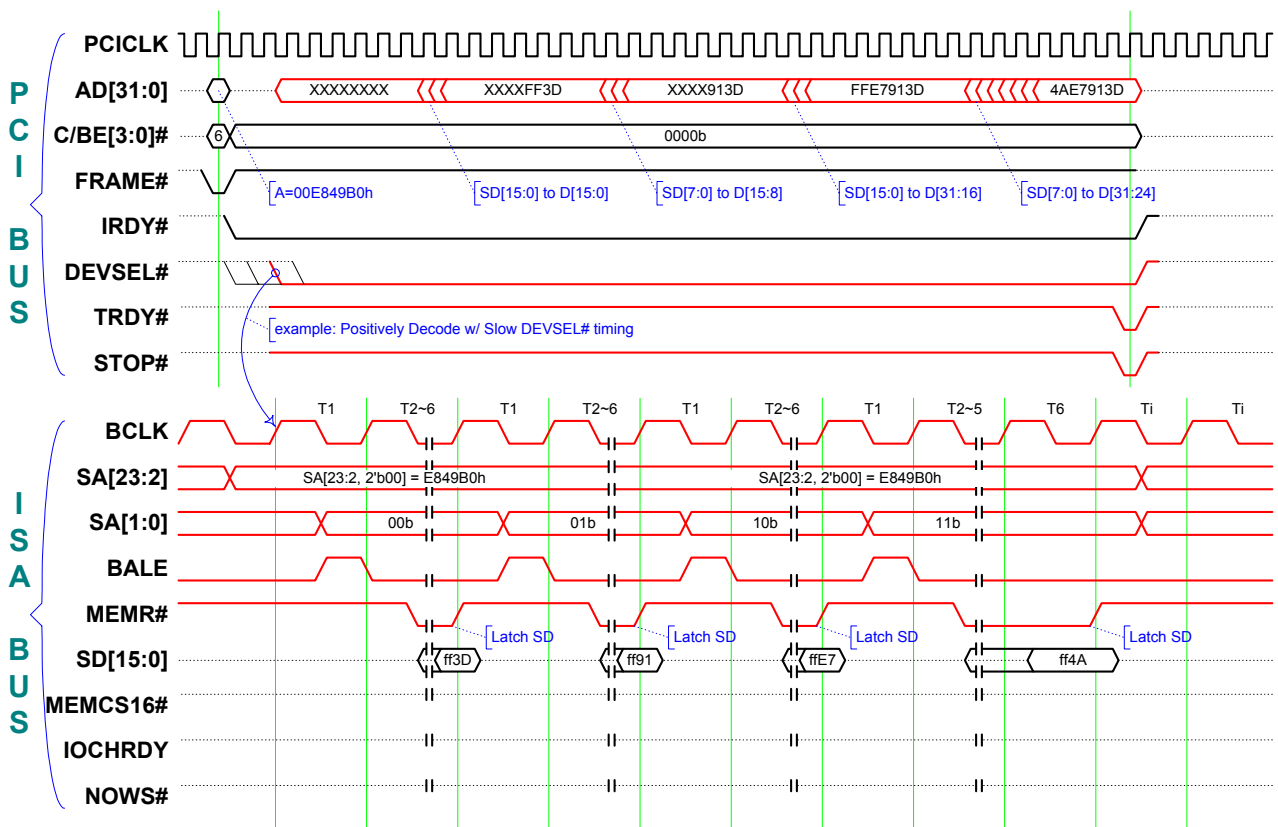 PCI BUS
PCICLK
AD[31:0] XXXXXXXX XXXXFF3D XXXX913D FFE7913D 4AE7913D
C/BE[3:0]# 6 0000b
FRAME#
A=00E849B0h SD[15:0] to D[15:0] SD[7:0] to D[15:8] SD[15:0] to D[31:16] SD[7:0] to D[31:24]
IRDY#
DEVSEL#
TRDY#
example: Positively Decode w/ Slow DEVSEL# timing
STOP#
ISA BUS
T1 T2~6 T1 T2~6 T1 T2~6 T1 T2~5 T6 Ti Ti
BCLK
SA[23:2] SA[23:2, 2'b00] = E849B0h SA[23:2, 2'b00] = E849B0h
SA[1:0] 00b 01b 10b 11b
BALE
MEMR#
Latch SD Latch SD Latch SD Latch SD
SD[15:0] ff3D ff91 ffE7 ff4A
MEMCS16#
IOCHRDY
NOWS#